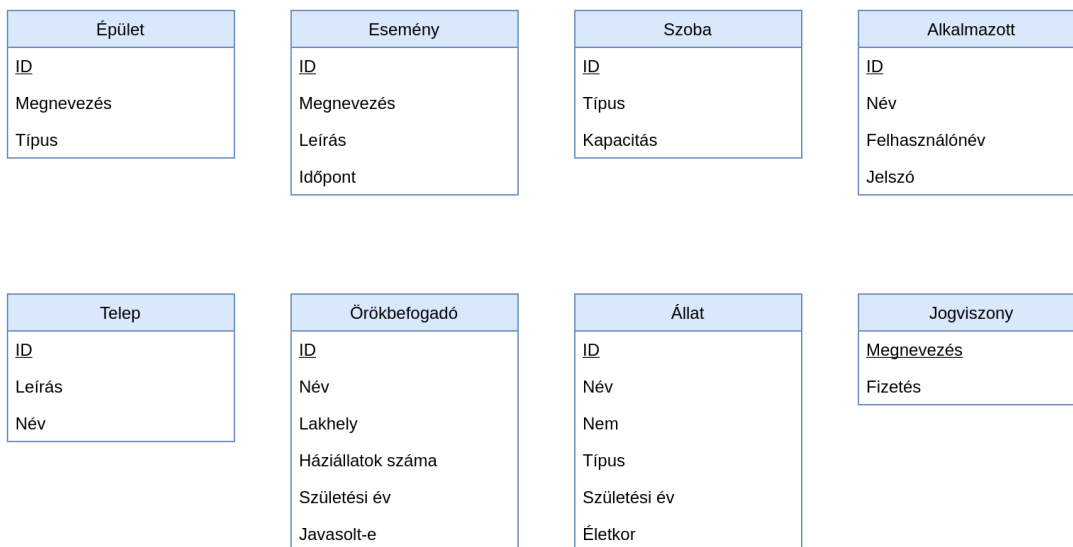 Épület
ID
Megnevezés
Típus
Esemény
ID
Megnevezés
Leírás
Időpont
Szoba
ID
Típus
Kapacitás
Alkalmazott
ID
Név
Felhasználónév
Jelszó
Telep
ID
Leírás
Név
Örökbefogadó
ID
Név
Lakhely
Háziállatok száma
Születési év
Javasolt-e
Állat
ID
Név
Nem
Típus
Születési év
Életkor
Jogviszony
Megnevezés
Fizetés